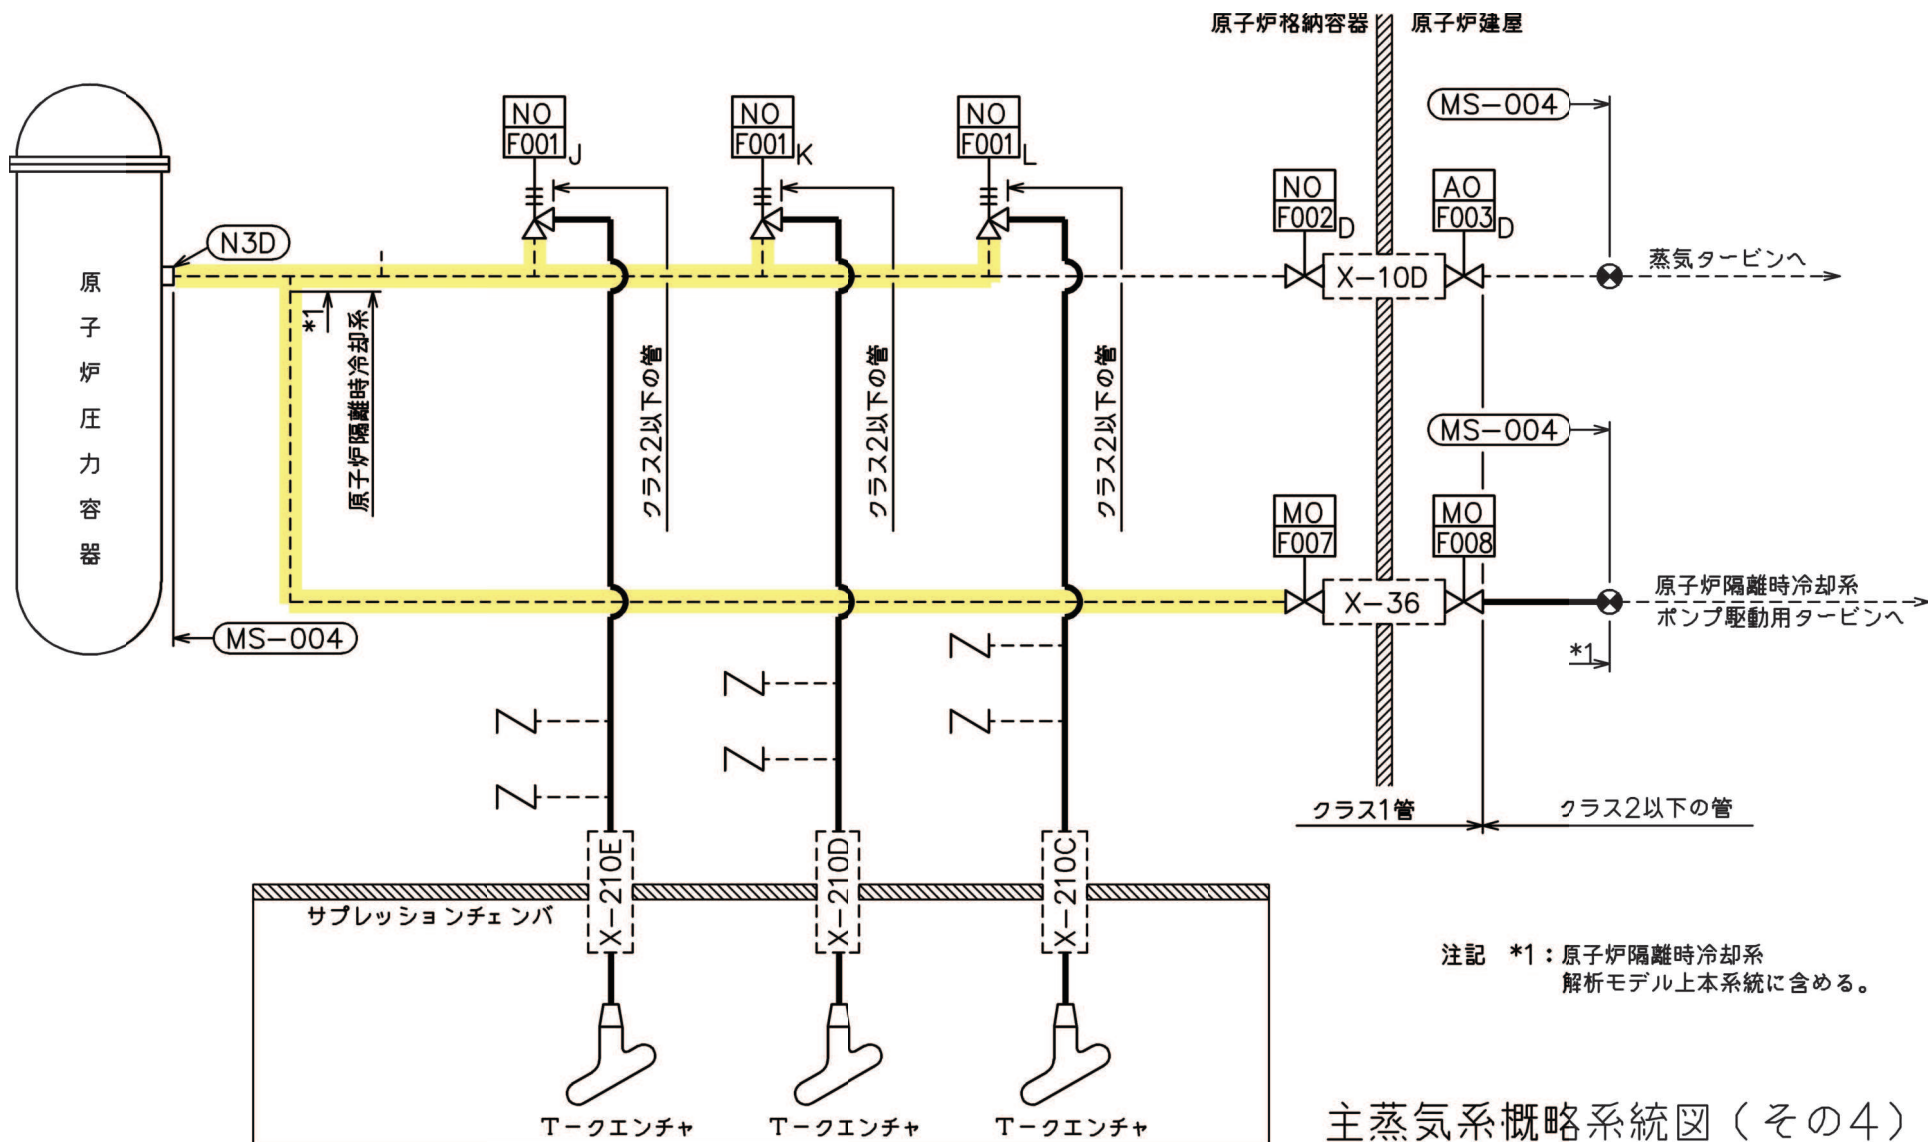 原子炉格納容器 原子炉建屋
MS-004
NO
F001 J
NO
F001 K
NO
F001 L
NO
F002 D
AO
F003 D
N3D
X-10D
蒸気タービンへ
原子炉圧力容器
*1
原子炉隔離時冷却系
クラス2以下の管
クラス2以下の管
クラス2以下の管
MS-004
MO
F007
MO
F008
X-36
原子炉隔離時冷却系
ポンプ駆動用タービンへ
*1
MS-004
クラス1管
クラス2以下の管
X-210E
X-210D
X-210C
サプレッションチェンバ
注記 *1:原子炉隔離時冷却系
解析モデル上本系統に含める。
T-クエンチャ
T-クエンチャ
T-クエンチャ
主蒸気系概略系統図(その4)